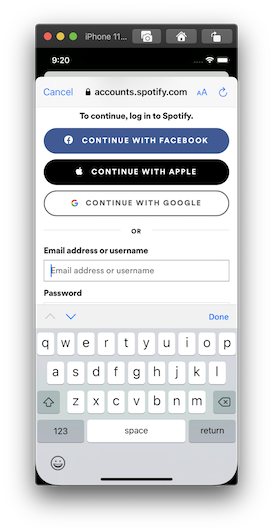 iPhone 11...
9:20
Cancel
accounts.spotify.com
AA
To continue, log in to Spotify.
CONTINUE WITH FACEBOOK
CONTINUE WITH APPLE
CONTINUE WITH GOOGLE
OR
Email address or username
Email address or username
Password
Done
q w e r t y u i o p
a s d f g h j k l
z x c v b n m
123 space return